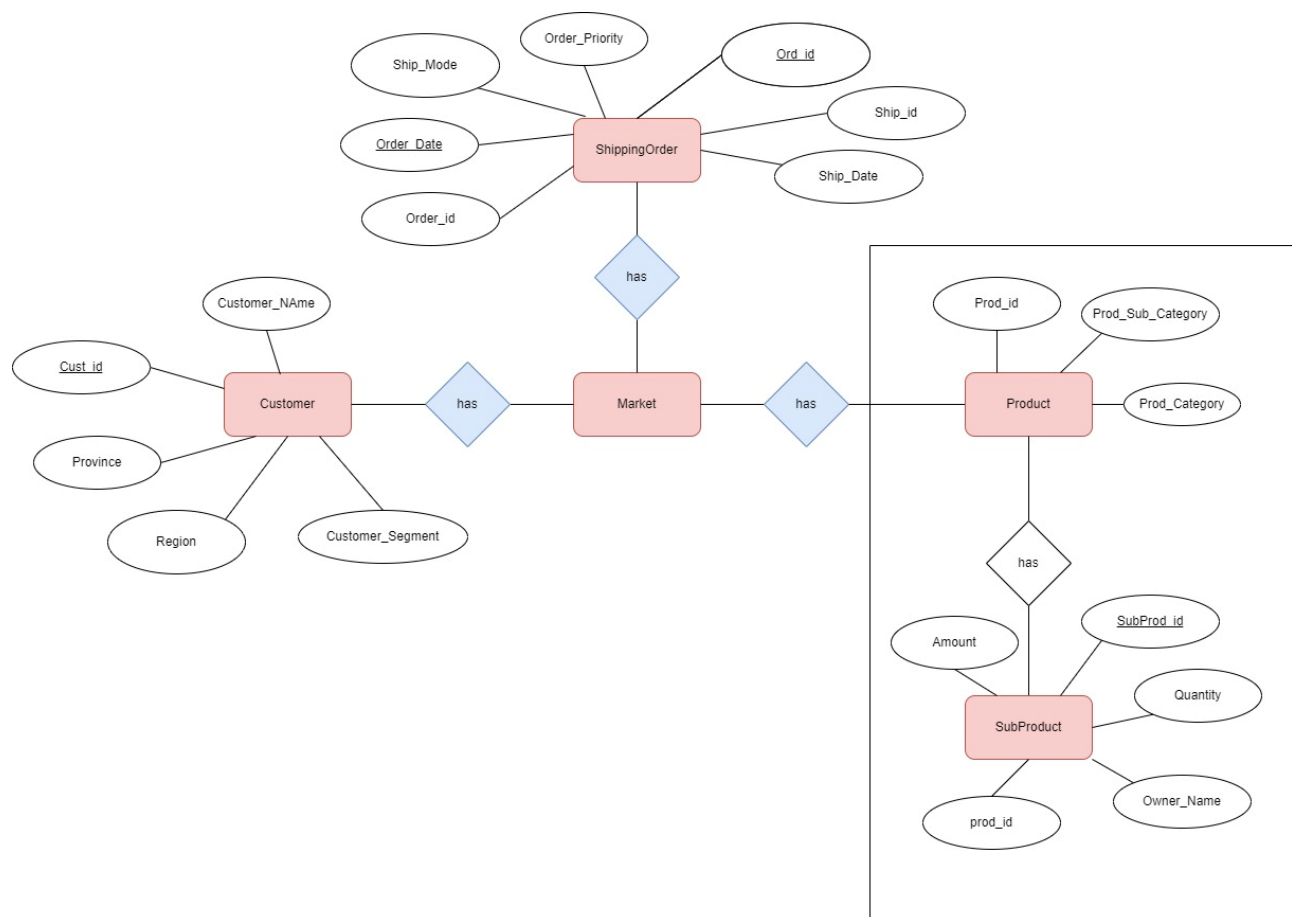 Order_Priority
Ord_id
Ship_Mode
Ship_id
Order_Date
ShippingOrder
Ship_Date
Order_id
has
Customer_NAme
Prod_id
Prod_Sub_Category
Cust_id
Customer
has
Market
has
Product
Prod_Category
Province
Region
Customer_Segment
has
SubProd_id
Amount
Quantity
SubProduct
Owner_Name
prod_id